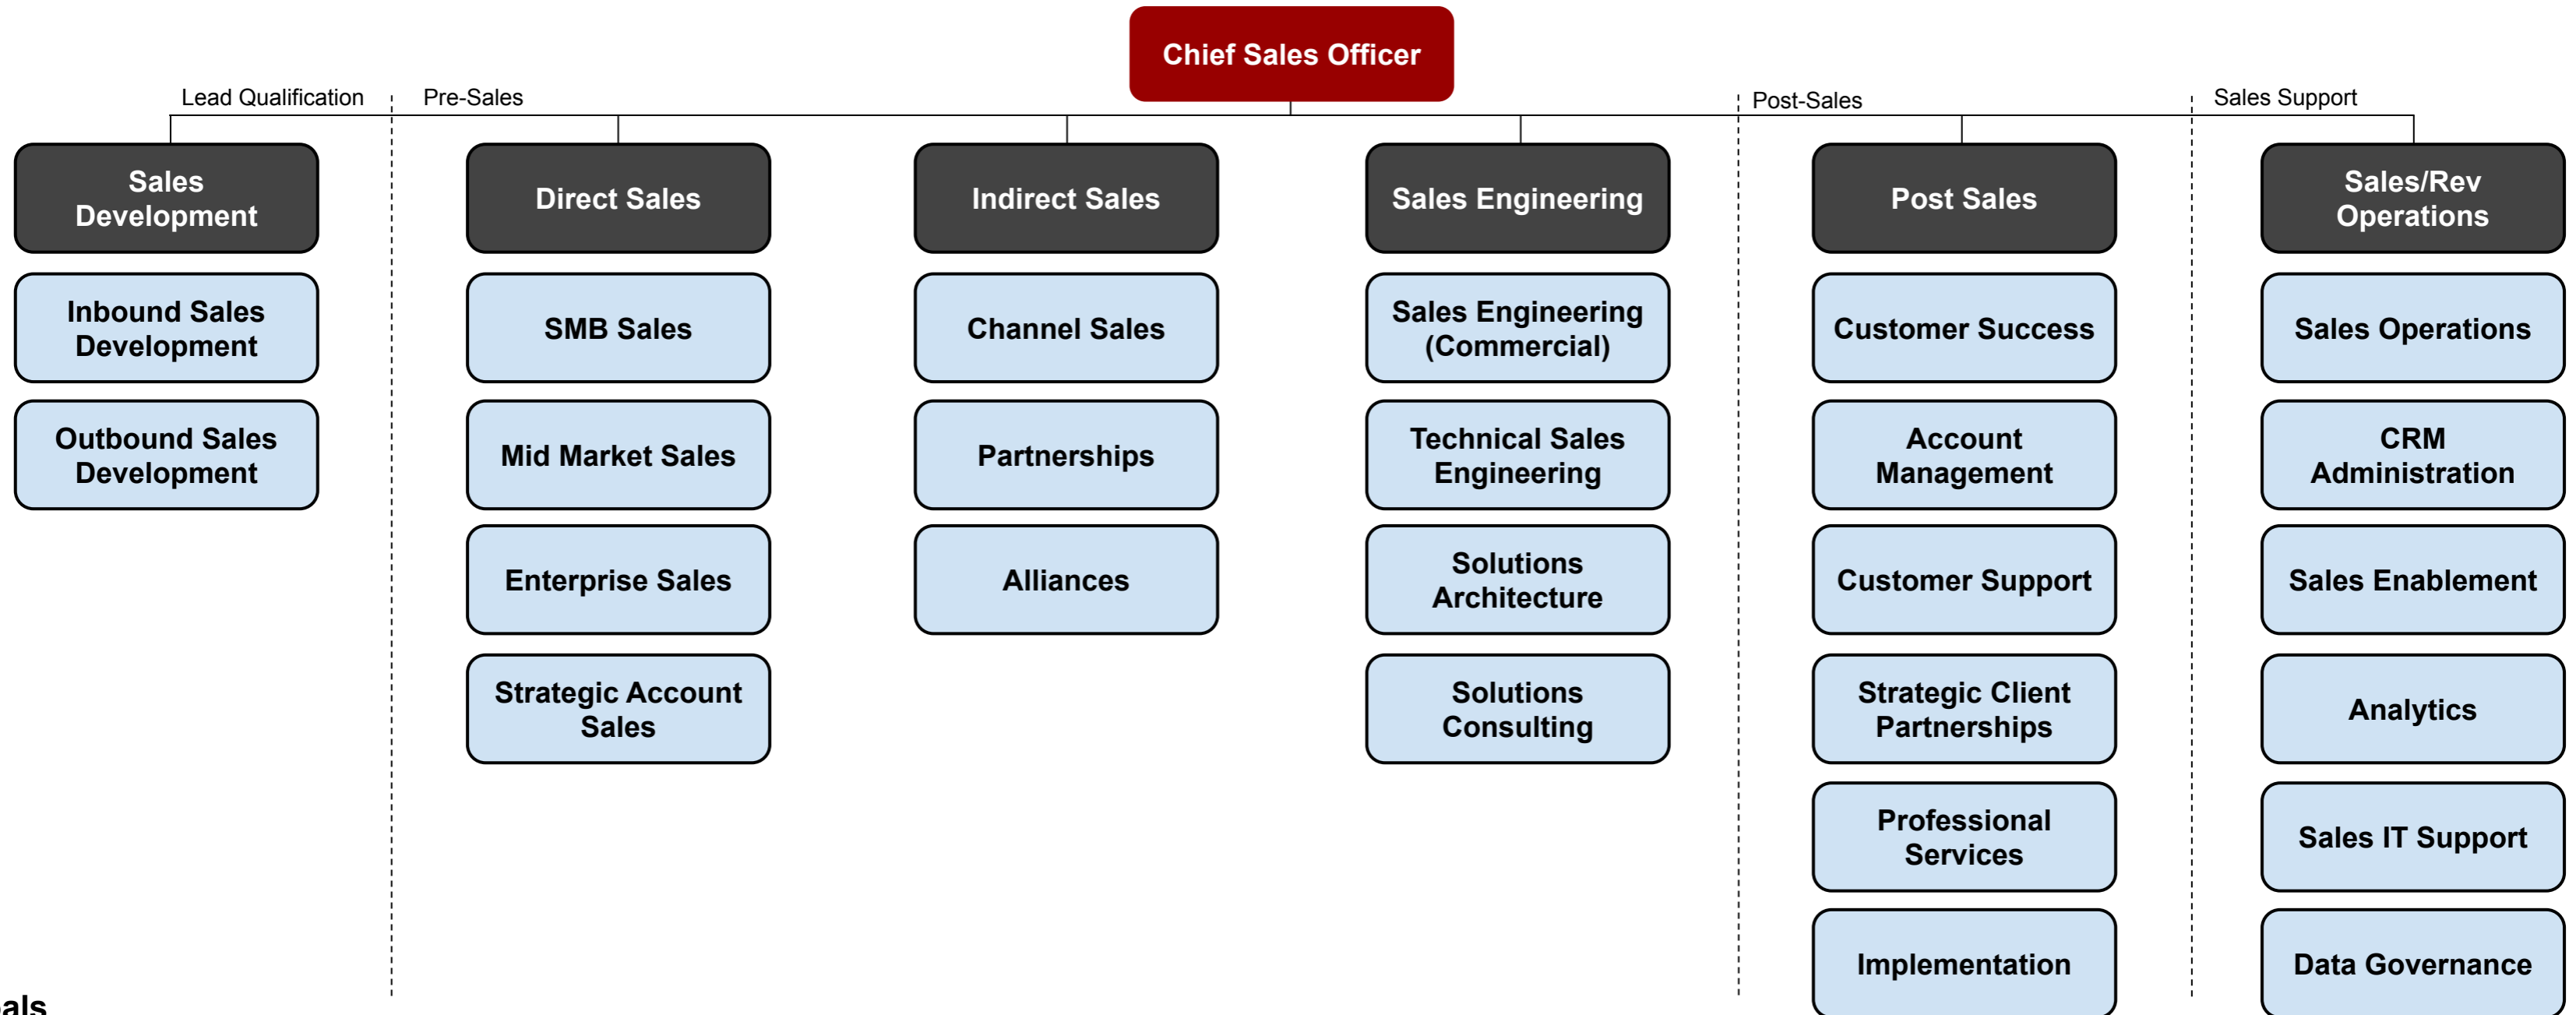 Chief Sales Officer
Lead Qualification
Pre-Sales
Post-Sales
Sales Support
Sales
Development
Inbound Sales
Development
Outbound Sales
Development
Direct Sales
SMB Sales
Mid Market Sales
Enterprise Sales
Strategic Account
Sales
Indirect Sales
Channel Sales
Partnerships
Alliances
Sales Engineering
Sales Engineering
(Commercial)
Technical Sales
Engineering
Solutions
Architecture
Solutions
Consulting
Post Sales
Customer Success
Account
Management
Customer Support
Strategic Client
Partnerships
Professional
Services
Implementation
Sales/Rev
Operations
Sales Operations
CRM
Administration
Sales Enablement
Analytics
Sales IT Support
Data Governance